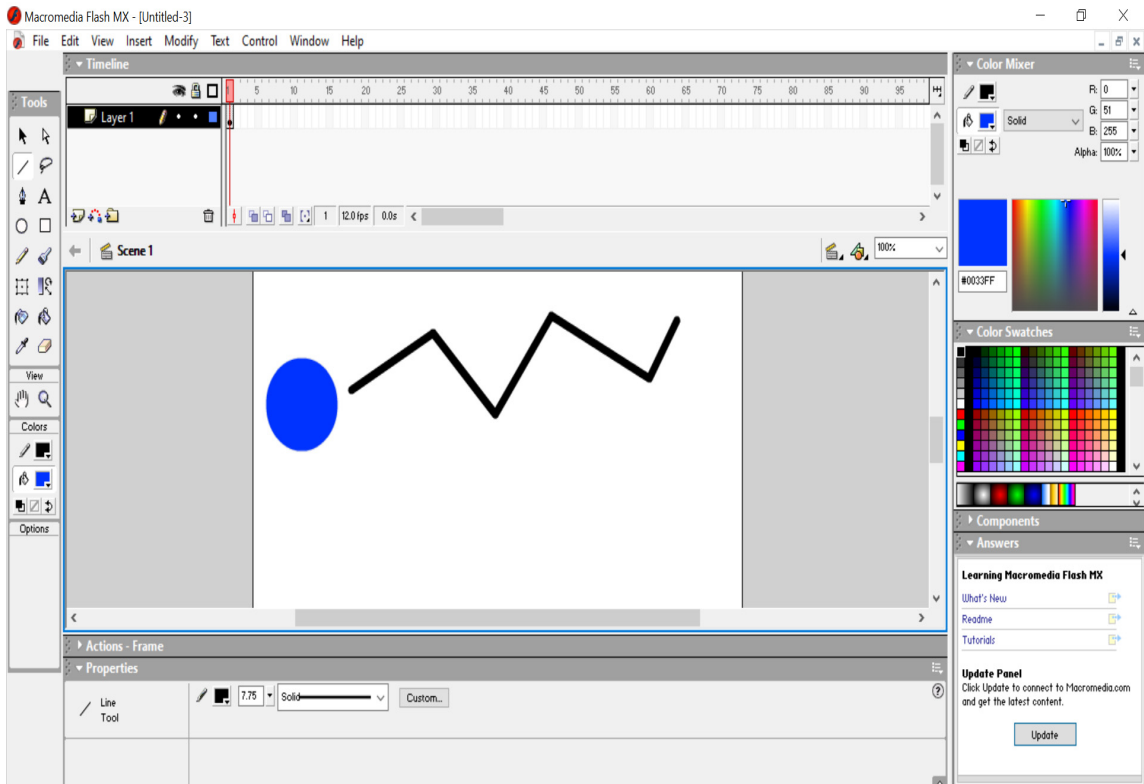 Macromedia Flash MX - [Untitled-3]
File Edit View Insert Modify Text Control Window Help
Timeline
5 10 15 20 25 30 35 40 45 50 55 60 65 70 75 80 85 90 95
Layer 1
1 12.0 fps 0.0s
Scene 1
100%
Tools
View
Colors
Options
Actions - Frame
Properties
Line
Tool
7.75
Solid
Custom...
Color Mixer
R: 0
G: 51
Solid
B: 255
Alpha: 100%
#0033FF
Color Swatches
Components
Answers
Learning Macromedia Flash MX
What's New
Readme
Tutorials
Update Panel
Click Update to connect to Macromedia.com
and get the latest content.
Update